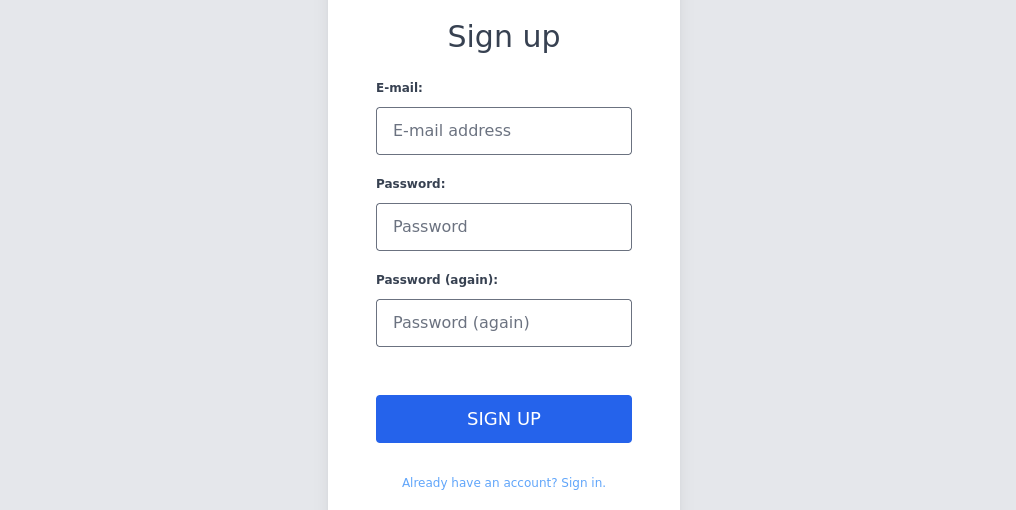 Sign up
E-mail:
E-mail address
Password:
Password
Password (again):
Password (again)
SIGN UP
Already have an account? Sign in.